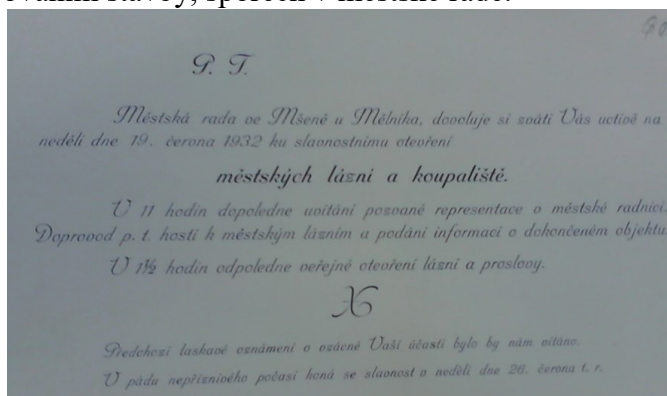 P. T.
Městská rada ve Mšeně u Mělníka, dovoluje si zváti Vás uctivě na
neděli dne 19. června 1932 ku slavnostnímu otevření
městských lázní a koupaliště.
V 11 hodin dopoledne uvítání pozvané representace v městské radnici.
Doprovod p. t. hostí k městským lázním a podání informací o dokončeném objektu.
V 1½ hodin odpoledne veřejné otevření lázní a proslovy.
Předchozí laskavé oznámení o vzácné Vaší účasti bylo by nám vítáno.
V pádu nepříznivého počasí koná se slavnost v neděli dne 26. června t. r.